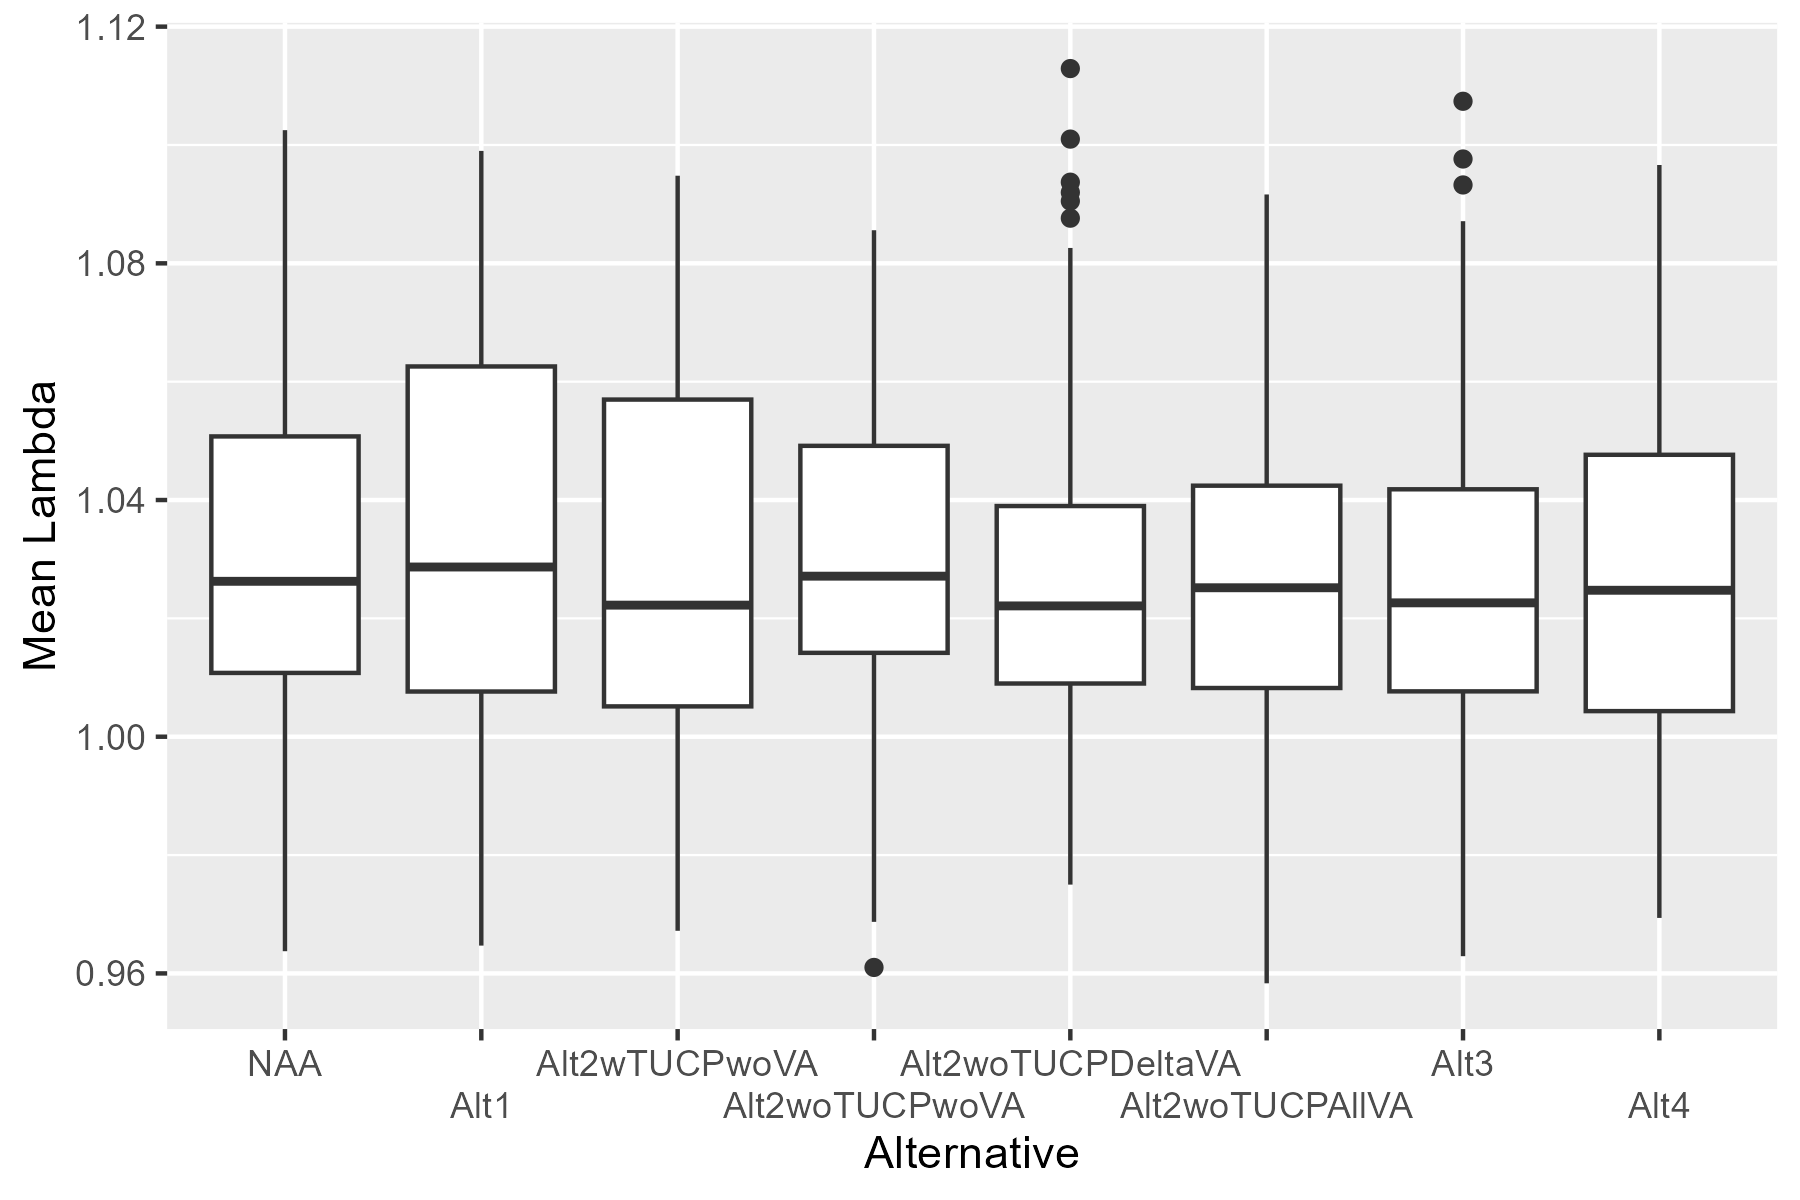 1.12
1.08
1.04
1.00
0.96
Mean Lambda
NAA
Alt2wTUCPwoVA
Alt2woTUCPDeltaVA
Alt3
Alt1
Alt2woTUCPwoVA
Alt2woTUCPAllVA
Alt4
Alternative